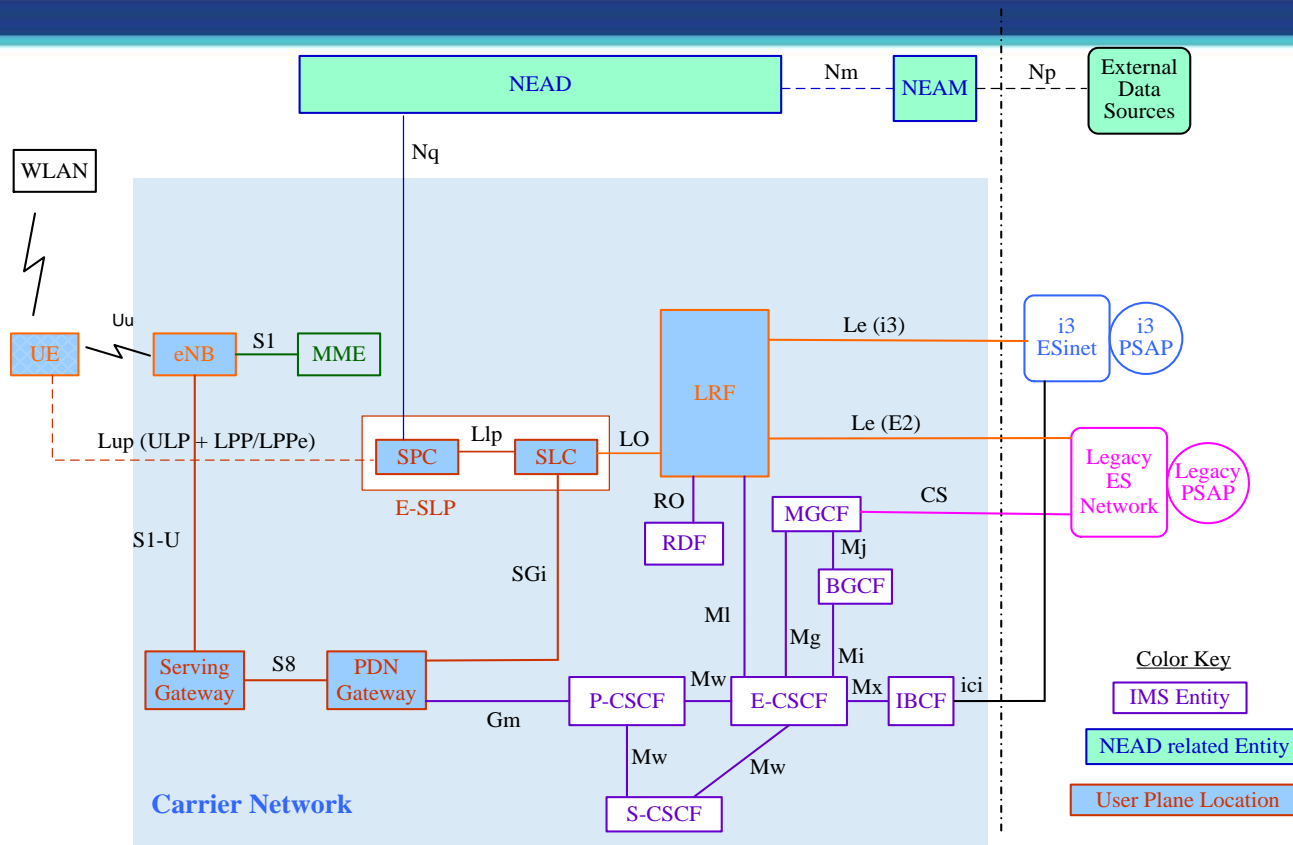 NEAD
Nm
NEAM
Np
External
Data
Sources
Nq
WLAN
Uu
UE
eNB
S1
MME
Lup (ULP + LPP/LPPe)
SPC
Llp
SLC
LO
E-SLP
LRF
Le (i3)
i3
ESinet
i3
PSAP
Le (E2)
Legacy
ES
Network
Legacy
PSAP
RO
RDF
MGCF
CS
Mj
BGCF
S1-U
SGi
Ml
Mg
Mi
Serving
Gateway
S8
PDN
Gateway
Gm
P-CSCF
Mw
E-CSCF
Mx
IBCF
ici
Mw
Mw
S-CSCF
Carrier Network
Color Key
IMS Entity
NEAD related Entity
User Plane Location